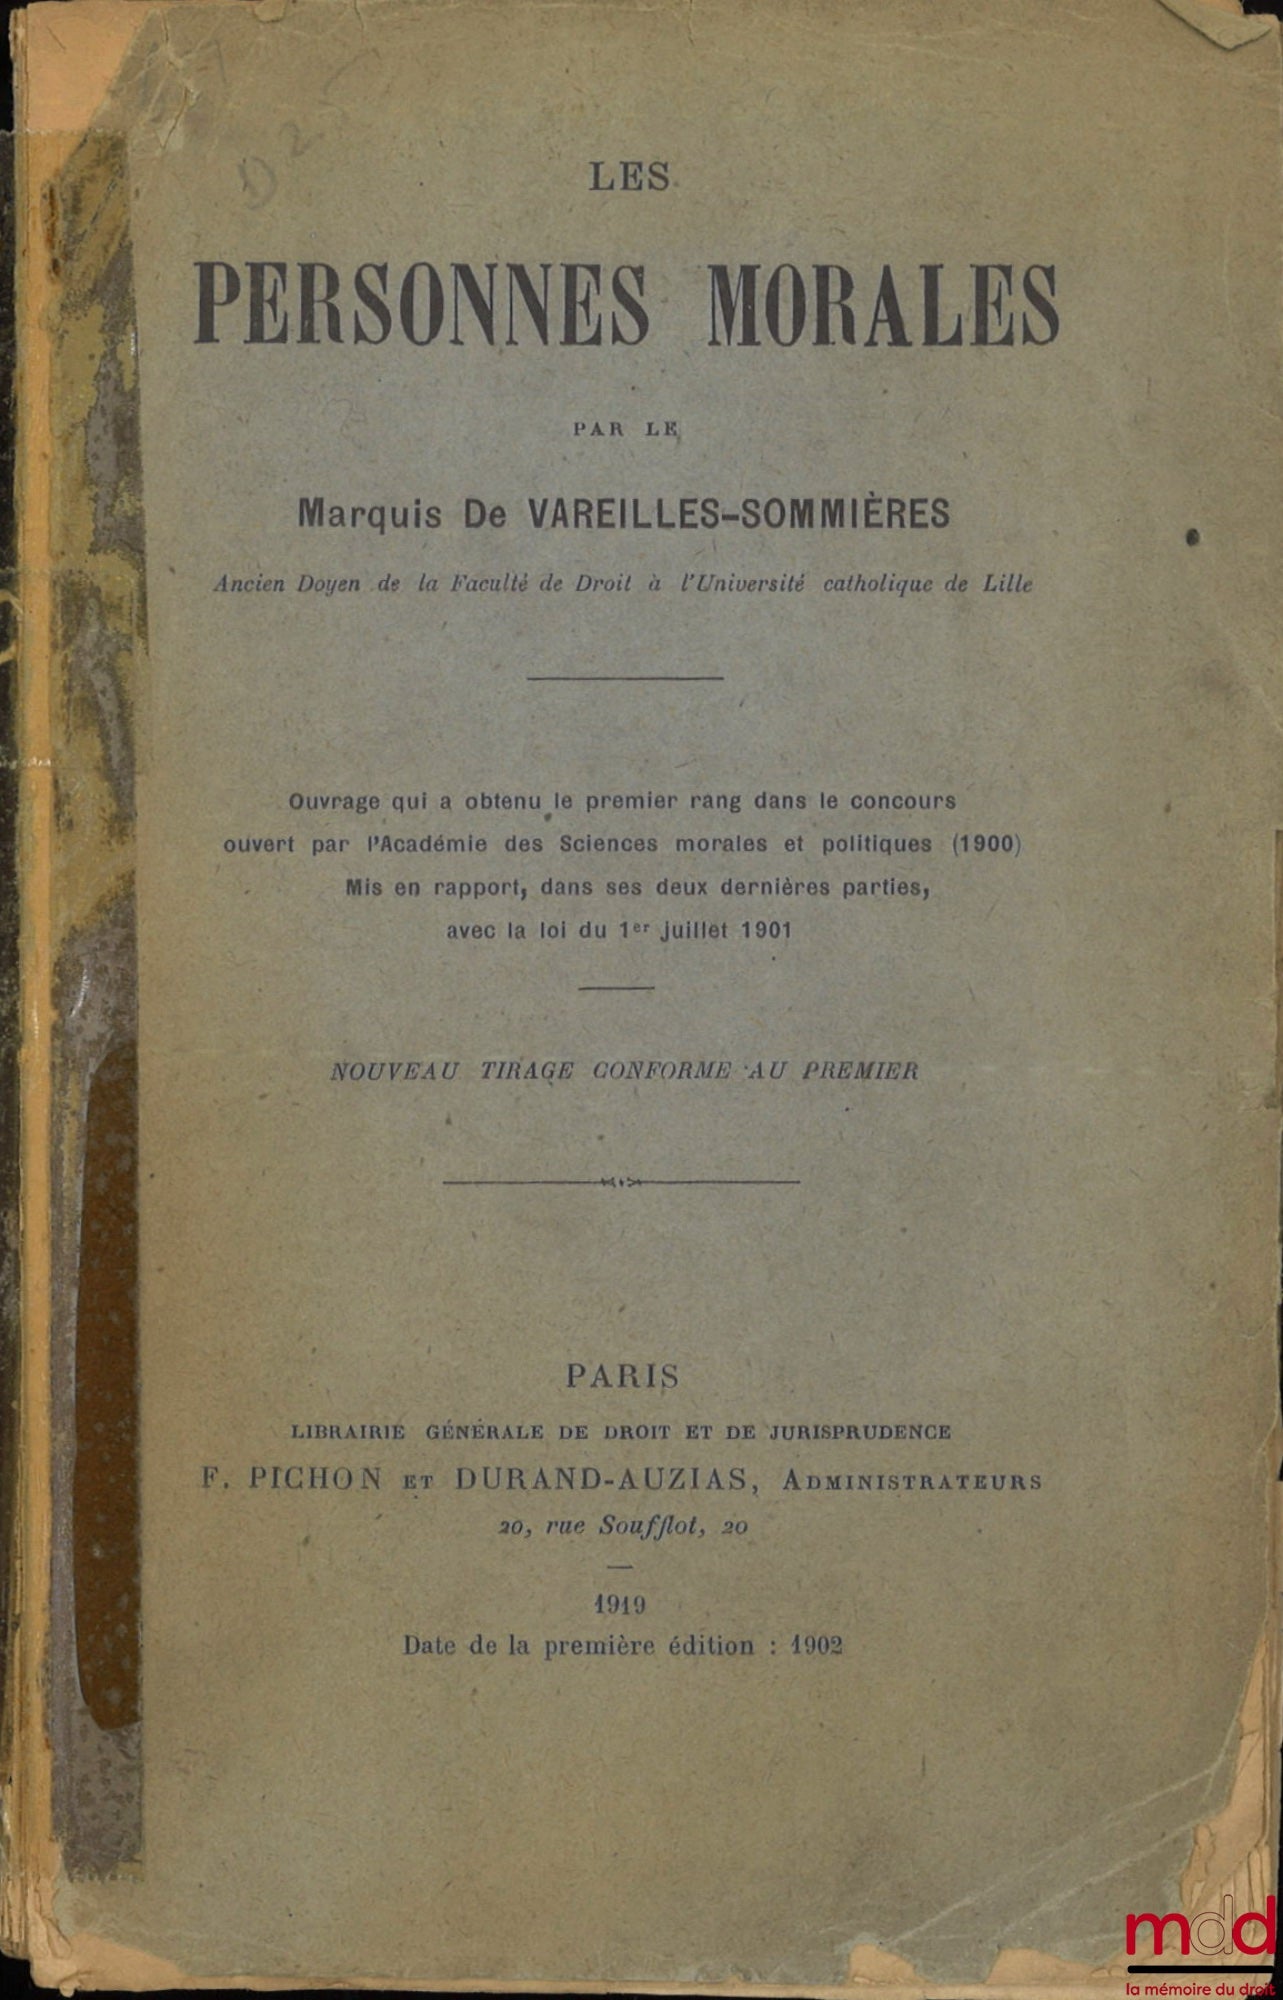 LES
PERSONNES MORALES
PAR LE
Marquis De VAREILLES-SOMMIÈRES
Ancien Doyen de la Faculté de Droit à l'Université catholique de Lille
Ouvrage qui a obtenu le premier rang dans le concours
ouvert par l'Académie des Sciences morales et politiques (1900)
Mis en rapport, dans ses deux dernières parties,
avec la loi du 1er juillet 1901
NOUVEAU TIRAGE CONFORME AU PREMIER
PARIS
LIBRAIRIE GÉNÉRALE DE DROIT ET DE JURISPRUDENCE
F. PICHON ET DURAND-AUZIAS, ADMINISTRATEURS
20, rue Soufflot, 20
1919
Date de la première édition : 1902
mdd
la mémoire du droit